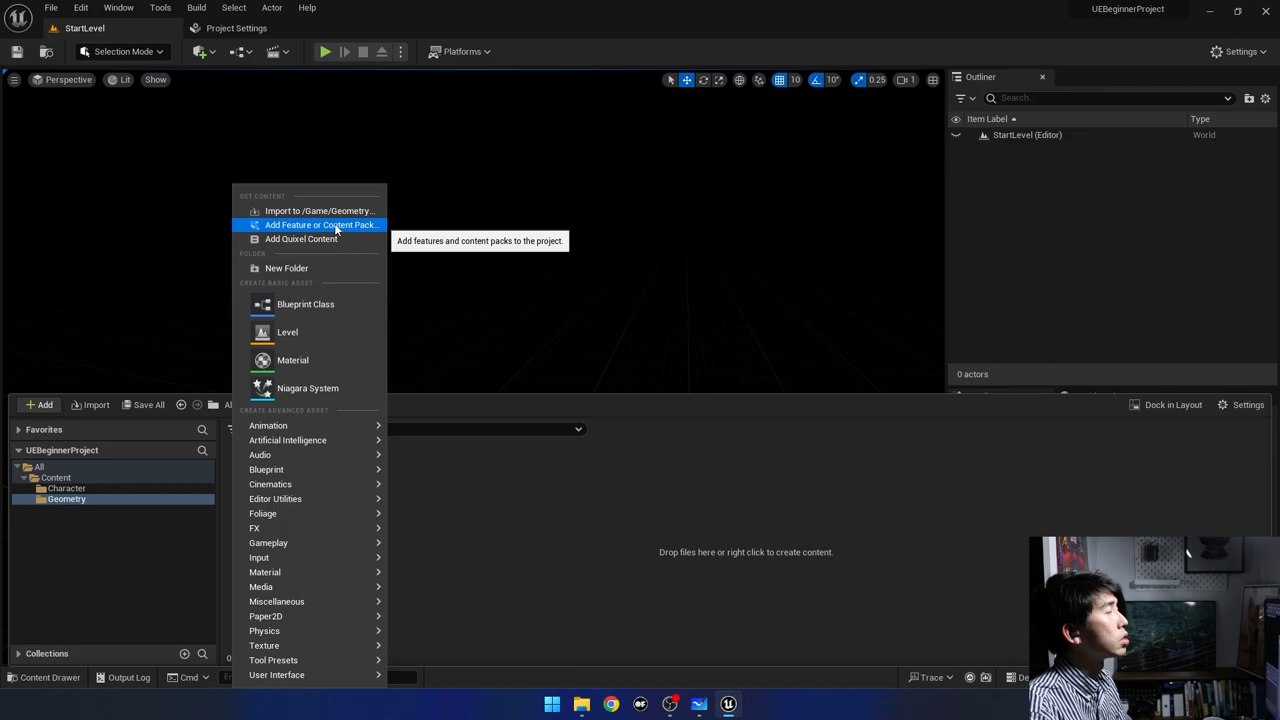 File Edit Window Tools Build Select Actor Help
UEBeginnerProject
StartLevel
Project Settings
Selection Mode
Platforms
Settings
Perspective
Lit
Show
10
10°
0.25
1
Outliner
Search...
Item Label
Type
StartLevel (Editor)
World
0 actors
GET CONTENT
Import to /Game/Geometry...
Add Feature or Content Pack...
Add Quixel Content
Add features and content packs to the project.
FOLDER
New Folder
CREATE BASIC ASSET
Blueprint Class
Level
Material
Niagara System
CREATE ADVANCED ASSET
Animation
Artificial Intelligence
Audio
Blueprint
Cinematics
Editor Utilities
Foliage
FX
Gameplay
Input
Material
Media
Miscellaneous
Paper2D
Physics
Texture
Tool Presets
User Interface
Add
Import
Save All
Dock in Layout
Settings
Favorites
UEBeginnerProject
All
Content
Character
Geometry
Drop files here or right click to create content.
Collections
Content Drawer
Output Log
Cmd
Trace